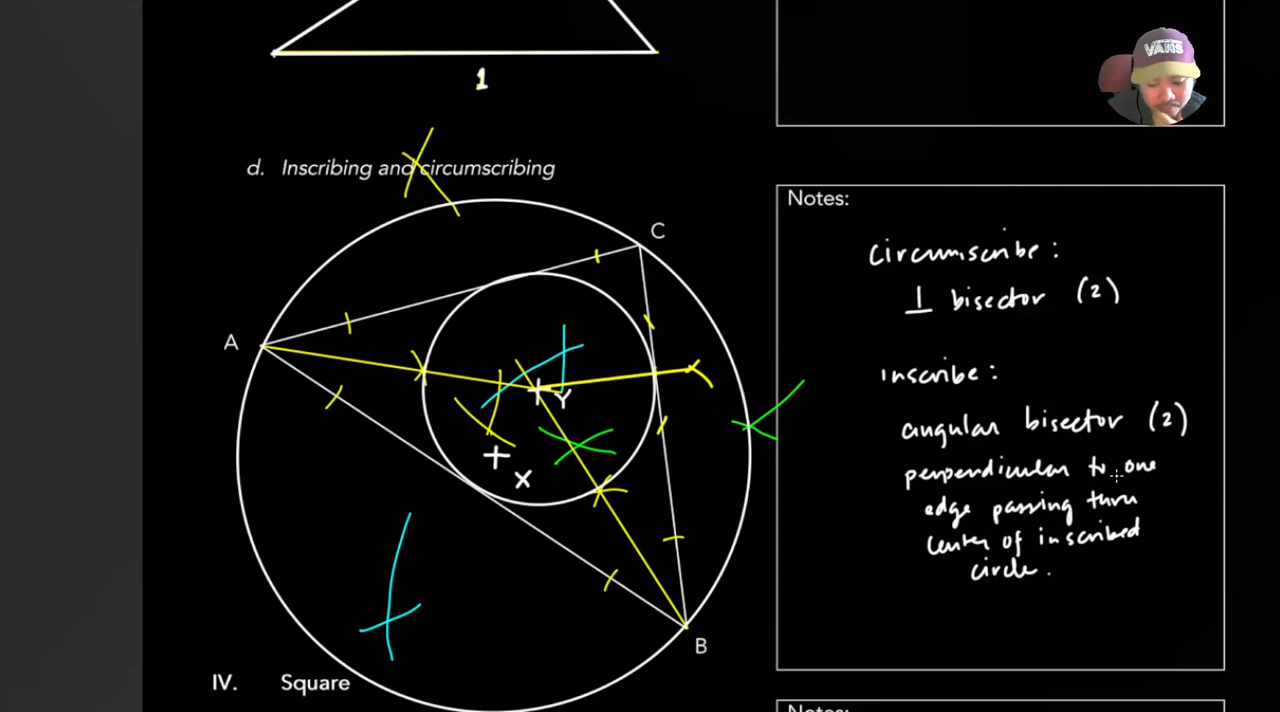 VANS
1
d. Inscribing and circumscribing
Notes:
C
circumscribe:
⊥ bisector (2)
A
inscribe:
Y
angular bisector (2)
X
perpendicular to one
edge passing thru
center of inscribed
circle.
B
IV. Square
Notes: